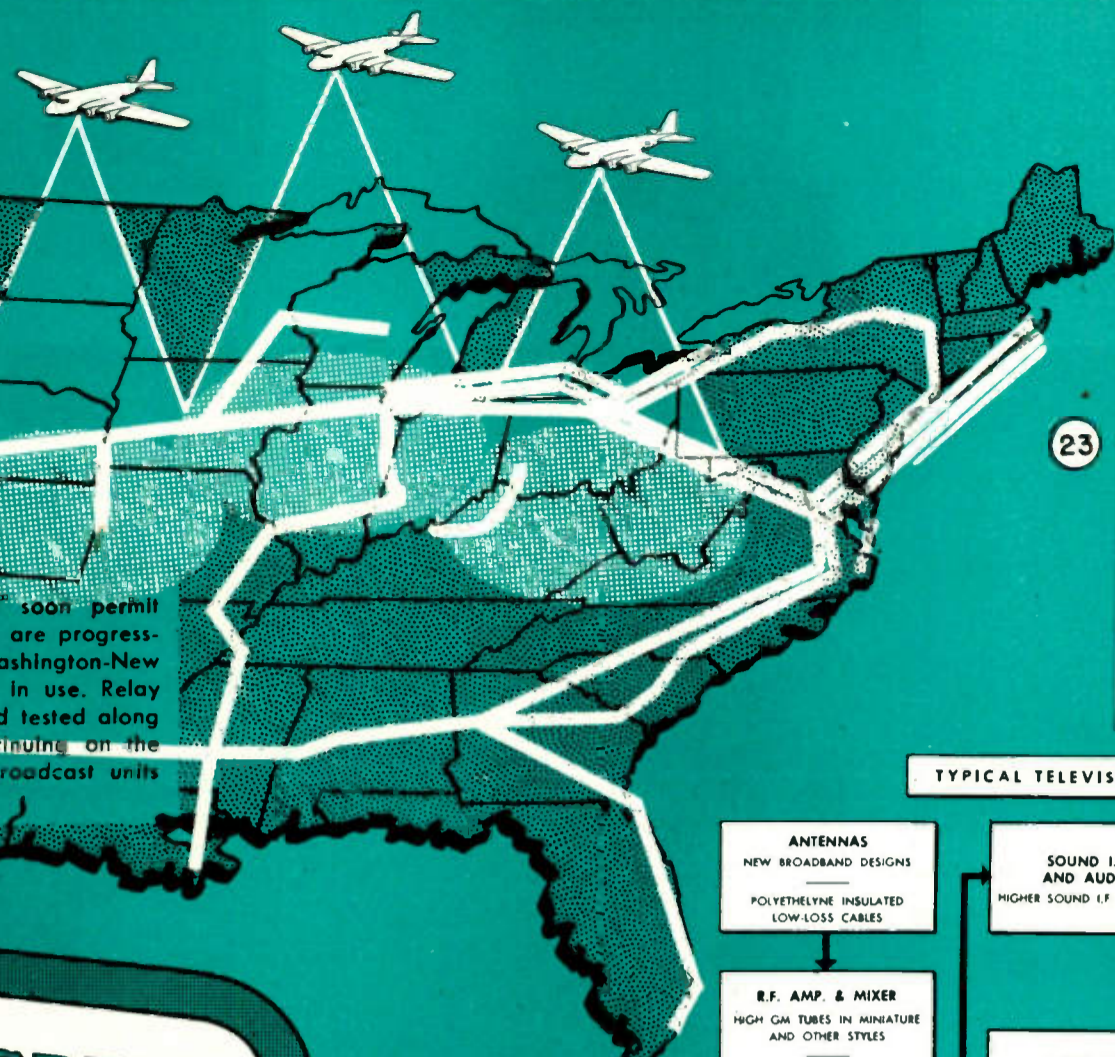 23
soon permit
are progress-
ashington-New
in use. Relay
d tested along
tinuing on the
roadcast units
TYPICAL TELEVIS
ANTENNAS
NEW BROADBAND DESIGNS
POLYETHELYNE INSULATED
LOW-LOSS CABLES
SOUND I.
AND AUD
HIGHER SOUND I.F
R.F. AMP. & MIXER
HIGH GM TUBES IN MINIATURE
AND OTHER STYLES